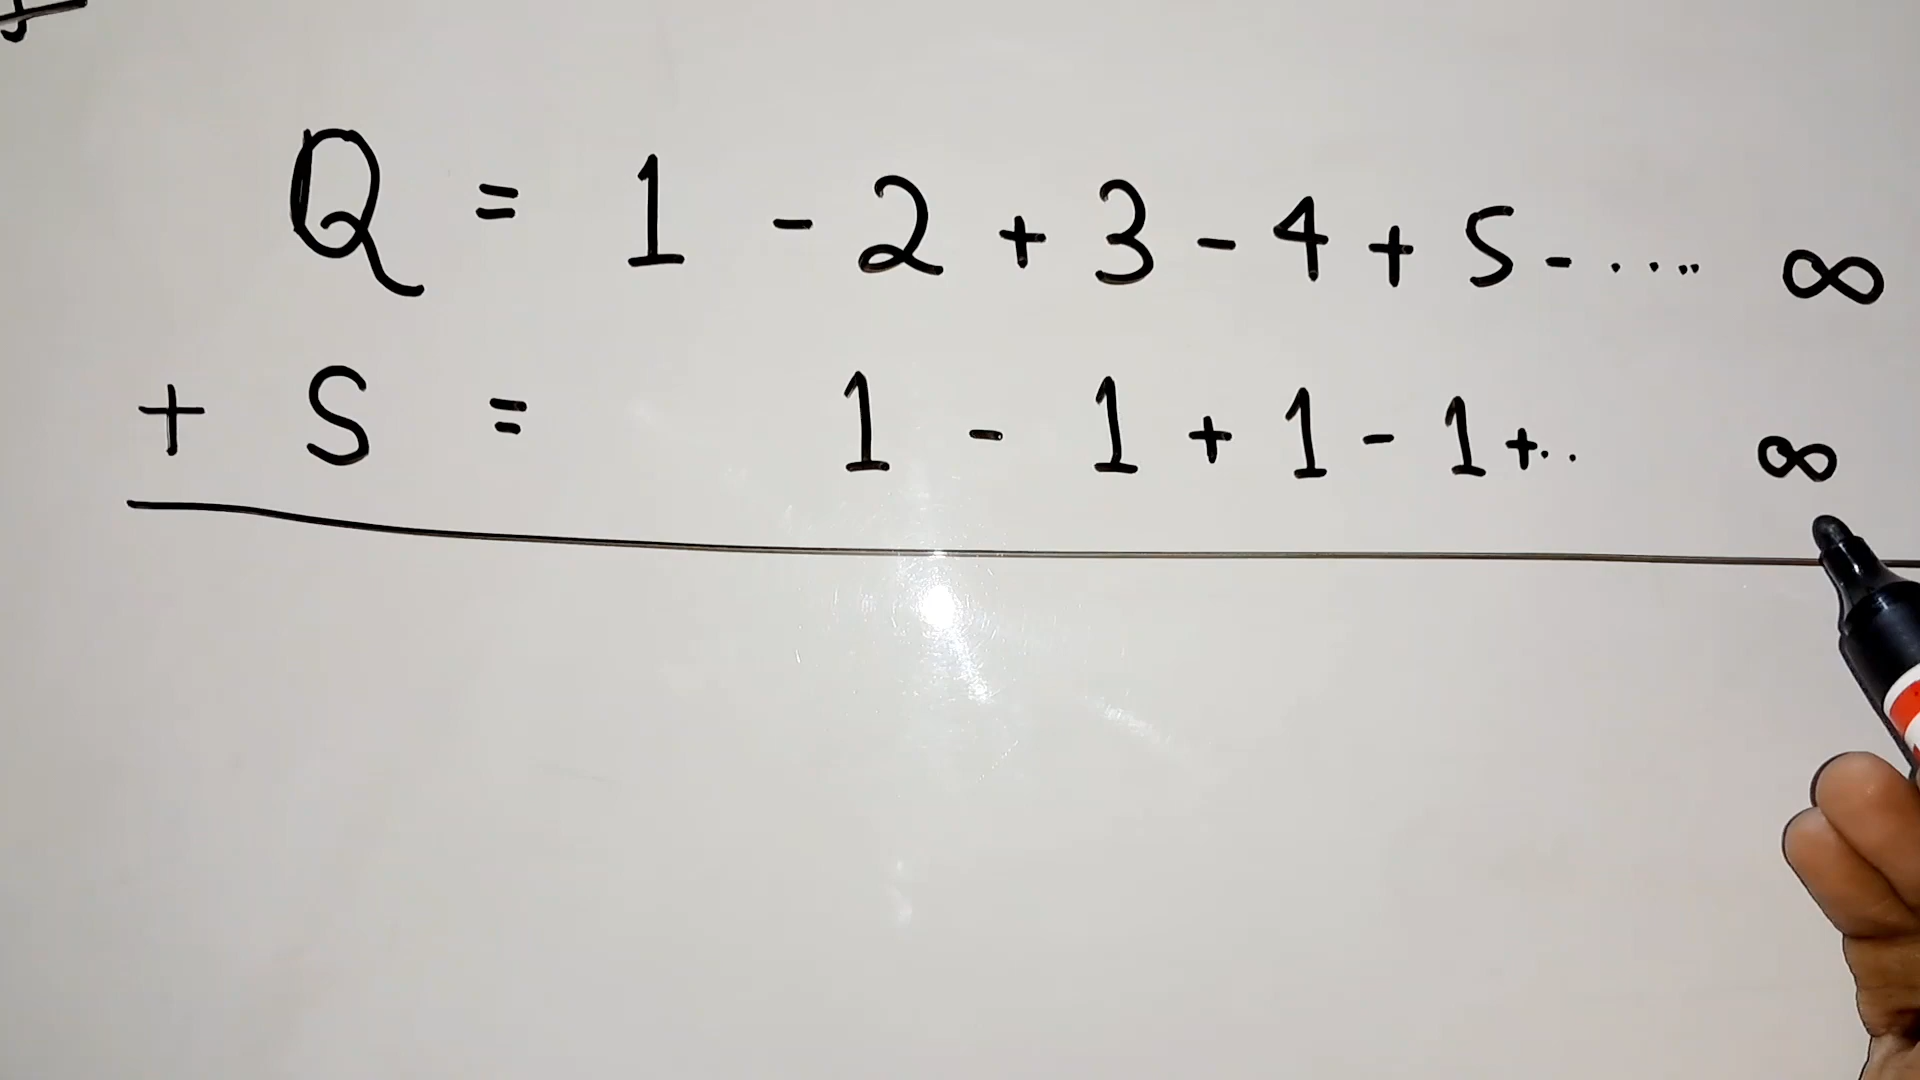 Q = 1 - 2 + 3 - 4 + 5 - ..... ∞
+ S = 1 - 1 + 1 - 1 + .. ∞